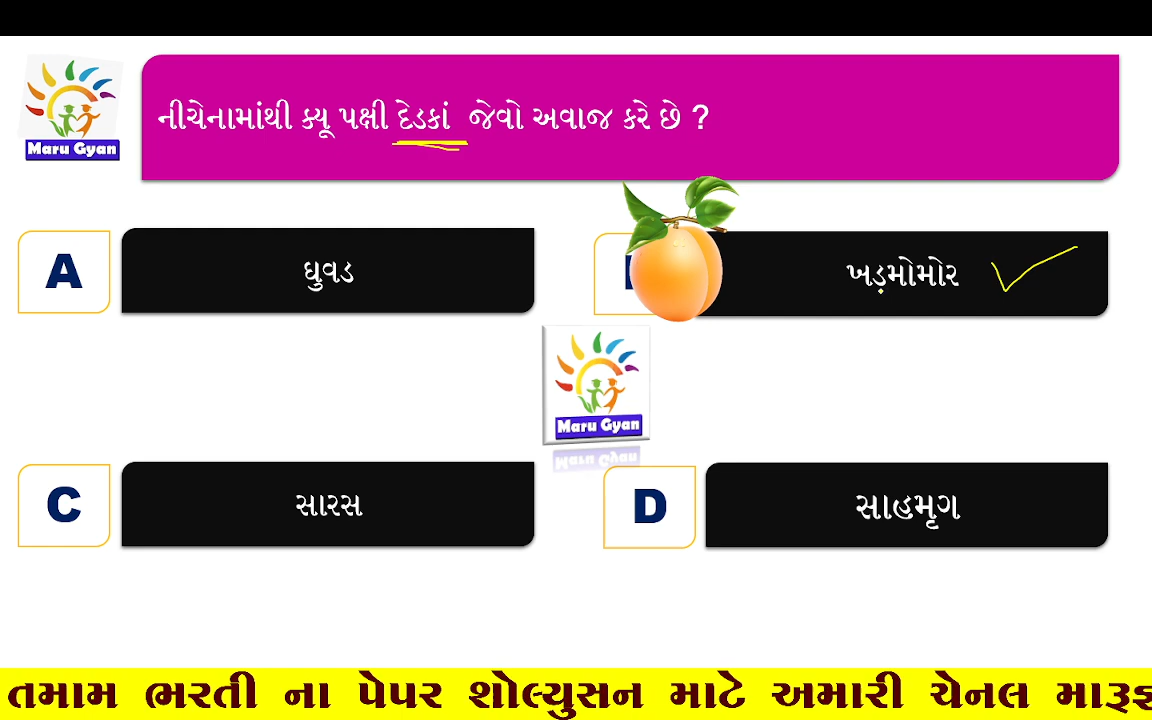 Maru Gyan
નીચેનામાંથી ક્યૂ પક્ષી દેડકાં જેવો અવાજ કરે છે ?
A
ઘુવડ
ખડ઼મોમોર
Maru Gyan
C
સારસ
D
સાહમૃગ
તમામ ભરતી ના પેપર શોલ્યુસન માટે અમારી ચેનલ